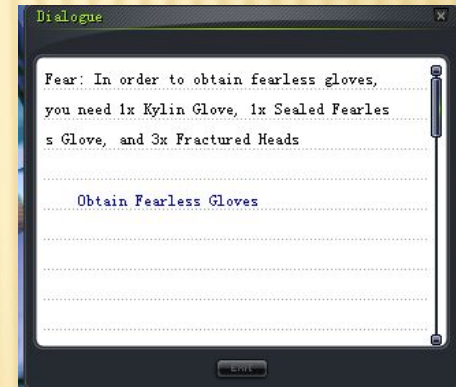 Dialogue
Fear: In order to obtain fearless gloves,
you need 1x Kylin Glove, 1x Sealed Fearles
s Glove, and 3x Fractured Heads
Obtain Fearless Gloves
Exit